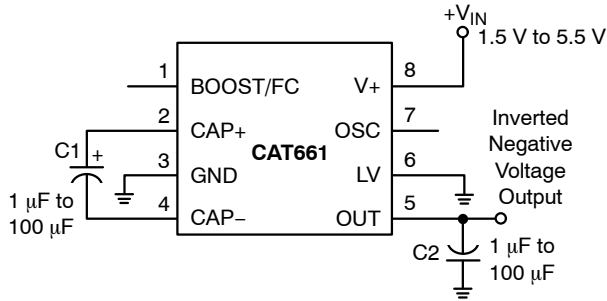 +VIN
1.5 V to 5.5 V
1
BOOST/FC
V+
8
2
CAP+
OSC
7
CAT661
3
GND
LV
6
4
CAP−
OUT
5
C1
+
1 μF to
100 μF
Inverted
Negative
Voltage
Output
C2
1 μF to
100 μF